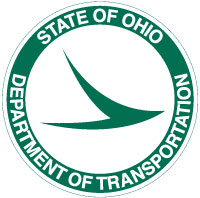 STATE OF OHIO
DEPARTMENT OF TRANSPORTATION